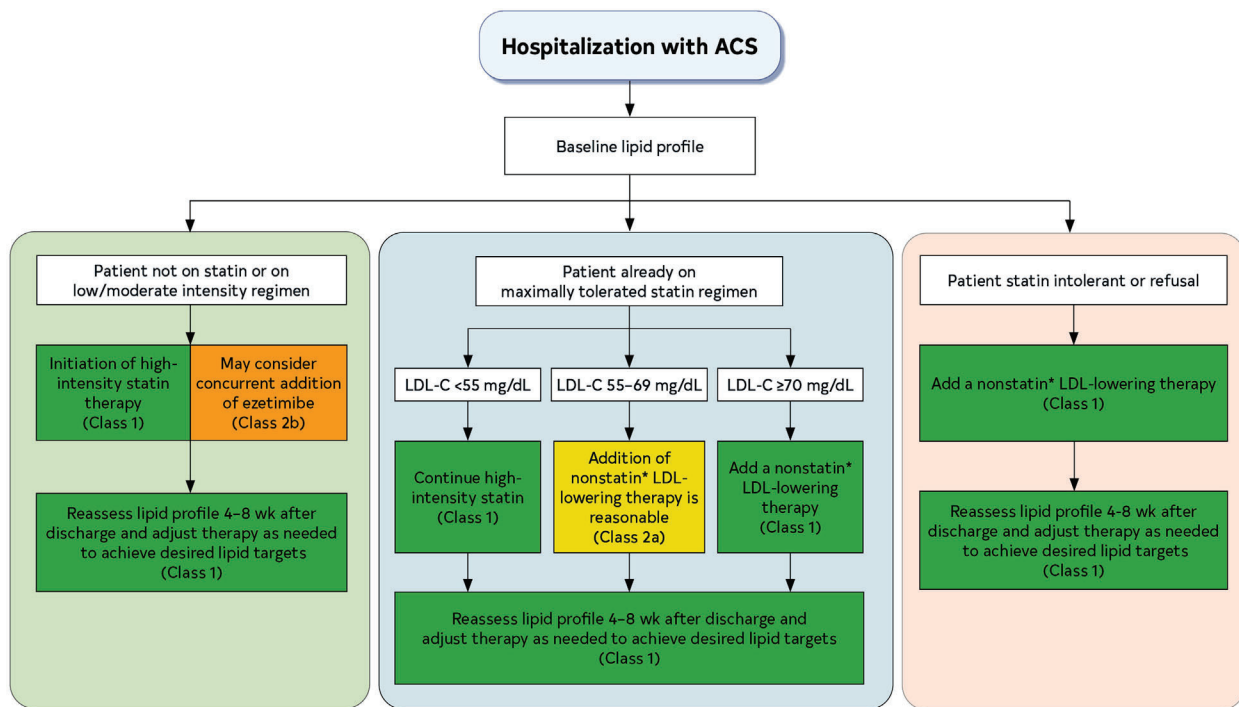 Hospitalization with ACS
Baseline lipid profile
Patient not on statin or on
low/moderate intensity regimen
Initiation of high-
intensity statin
therapy
(Class 1)
May consider
concurrent addition
of ezetimibe
(Class 2b)
Reassess lipid profile 4–8 wk after
discharge and adjust therapy as needed
to achieve desired lipid targets
(Class 1)
Patient already on
maximally tolerated statin regimen
LDL-C <55 mg/dL
LDL-C 55–69 mg/dL
LDL-C ≥70 mg/dL
Continue high-
intensity statin
(Class 1)
Addition of
nonstatin* LDL-
lowering therapy is
reasonable
(Class 2a)
Add a nonstatin*
LDL-lowering
therapy
(Class 1)
Reassess lipid profile 4–8 wk after discharge and
adjust therapy as needed to achieve desired lipid targets
(Class 1)
Patient statin intolerant or refusal
Add a nonstatin* LDL-lowering therapy
(Class 1)
Reassess lipid profile 4-8 wk after
discharge and adjust therapy as needed
to achieve desired lipid targets
(Class 1)